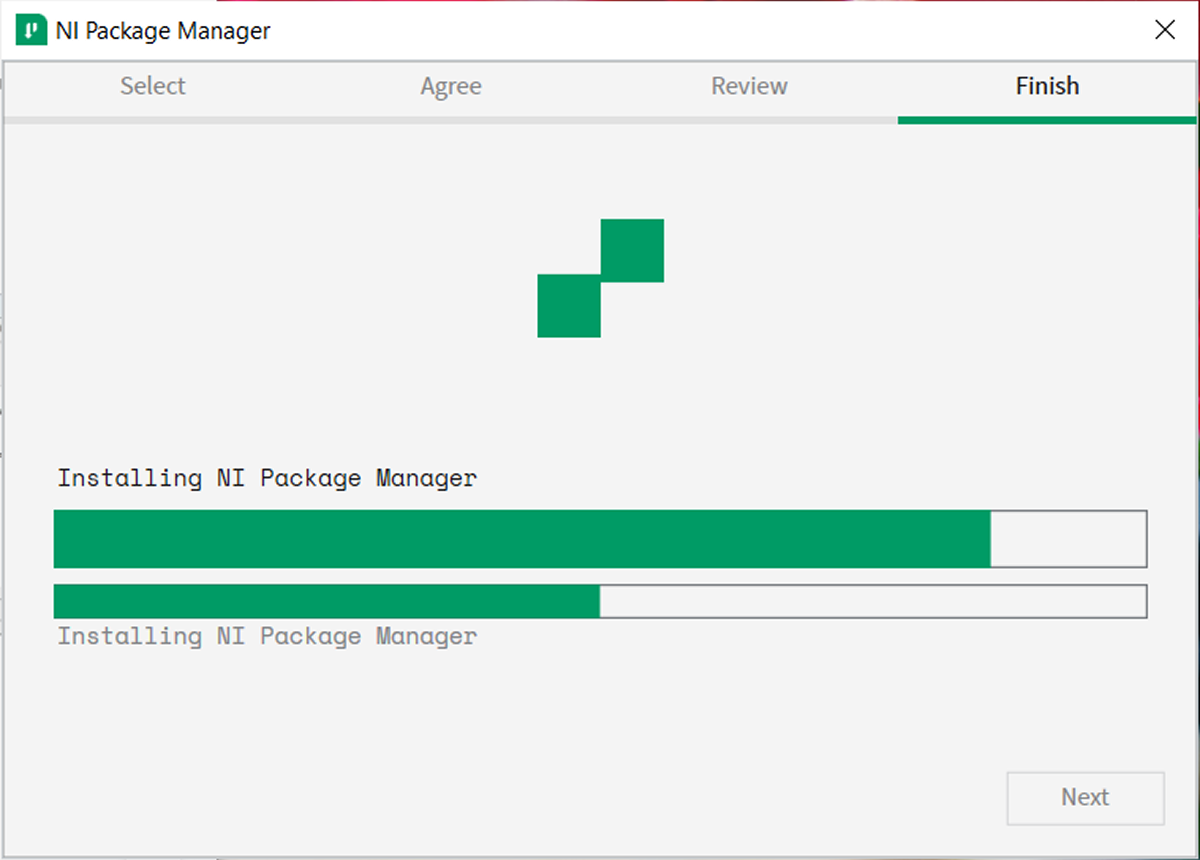 NI Package Manager
Select Agree Review Finish
Installing NI Package Manager
Installing NI Package Manager
Next